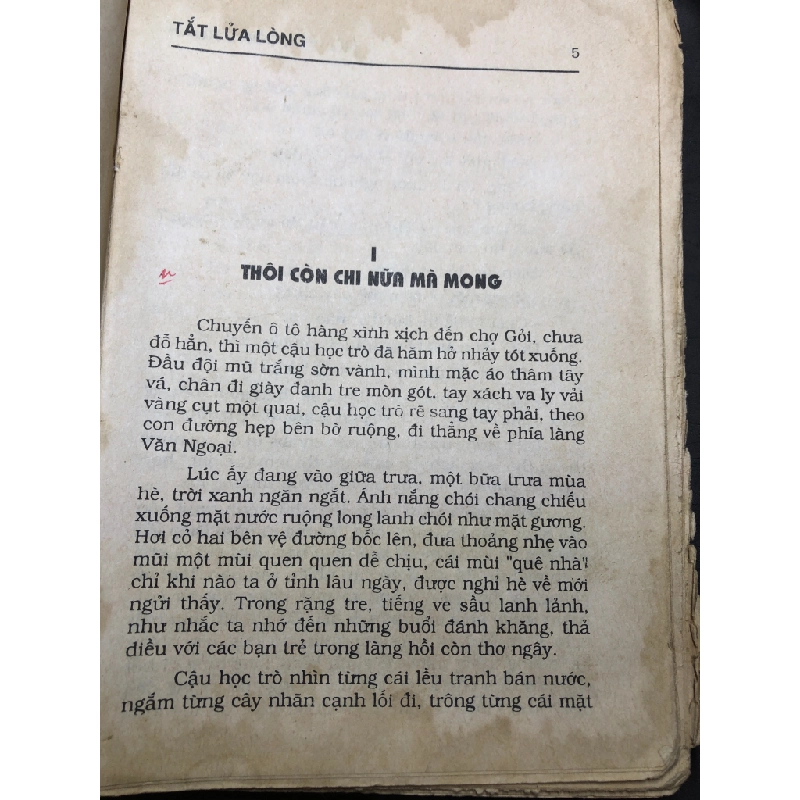 TẮT LỬA LÒNG
5
I
THÔI CÒN CHI NỮA MÀ MONG
Chuyến ô tô hàng xình xịch đến chợ Gỏi, chưa
đỗ hẳn, thì một cậu học trò đã hăm hở nhảy tót xuống.
Đầu đội mũ trắng sờn vành, mình mặc áo thâm tây
vá, chân đi giày đanh tre mòn gót, tay xách va ly vải
vàng cụt một quai, cậu học trò rẽ sang tay phải, theo
con đường hẹp bên bờ ruộng, đi thẳng về phía làng
Văn Ngoại.
Lúc ấy đang vào giữa trưa, một bữa trưa mùa
hè, trời xanh ngăn ngắt. Ánh nắng chói chang chiếu
xuống mặt nước ruộng long lanh chói như mặt gương.
Hơi cỏ hai bên vệ đường bốc lên, đưa thoảng nhẹ vào
mũi một mùi quen quen dễ chịu, cái mùi "quê nhà"
chỉ khi nào ta ở tỉnh lâu ngày, được nghỉ hè về mới
ngửi thấy. Trong rặng tre, tiếng ve sầu lanh lảnh,
như nhắc ta nhớ đến những buổi đánh khăng, thả
diều với các bạn trẻ trong làng hồi còn thơ ngây.
Cậu học trò nhìn từng cái lều tranh bán nước,
ngắm từng cây nhãn cạnh lối đi, trông từng cái mặt